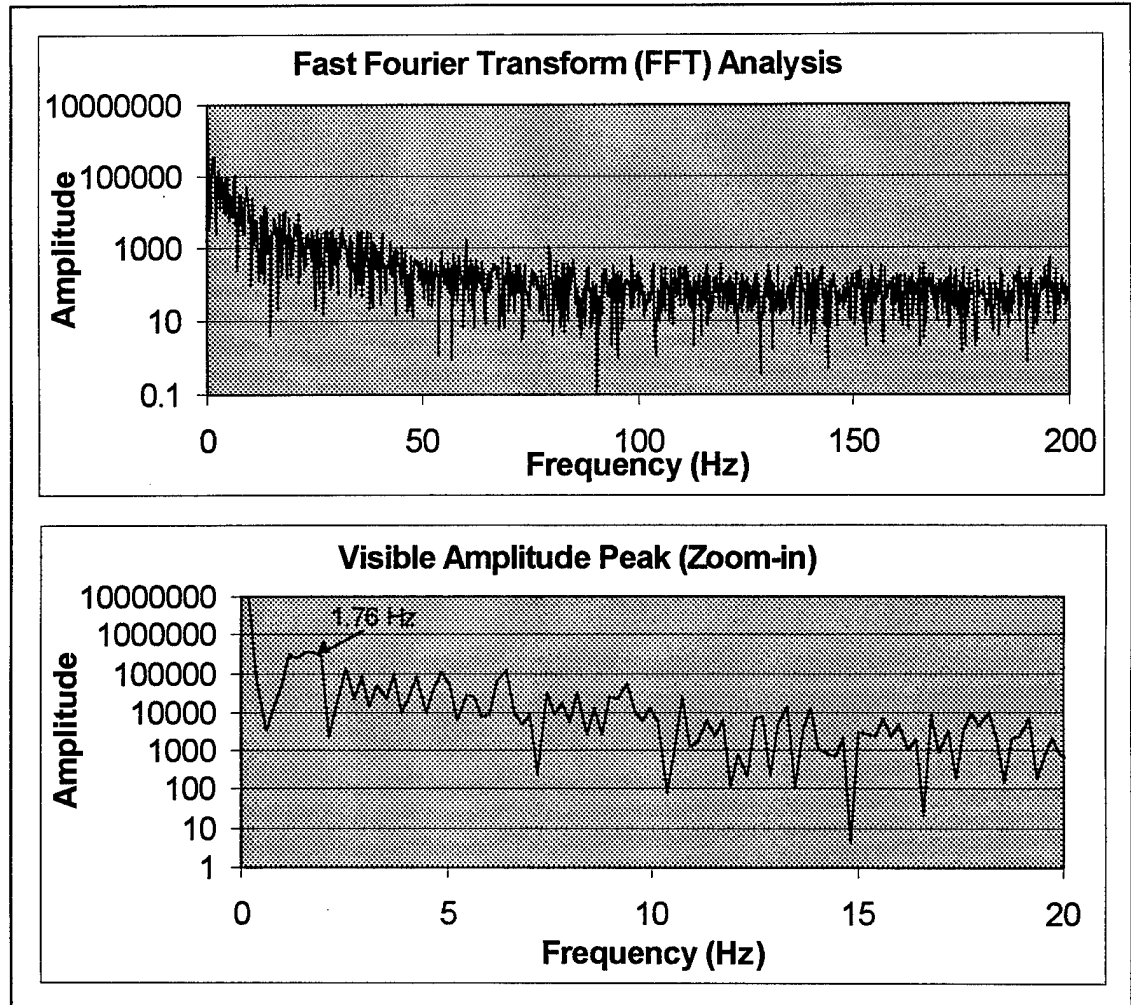 Fast Fourier Transform (FFT) Analysis
10000000
100000
1000
10
0.1
Amplitude
0 50 100 150 200
Frequency (Hz)
Visible Amplitude Peak (Zoom-in)
1.76 Hz
10000000
1000000
100000
10000
1000
100
10
1
Amplitude
0 5 10 15 20
Frequency (Hz)